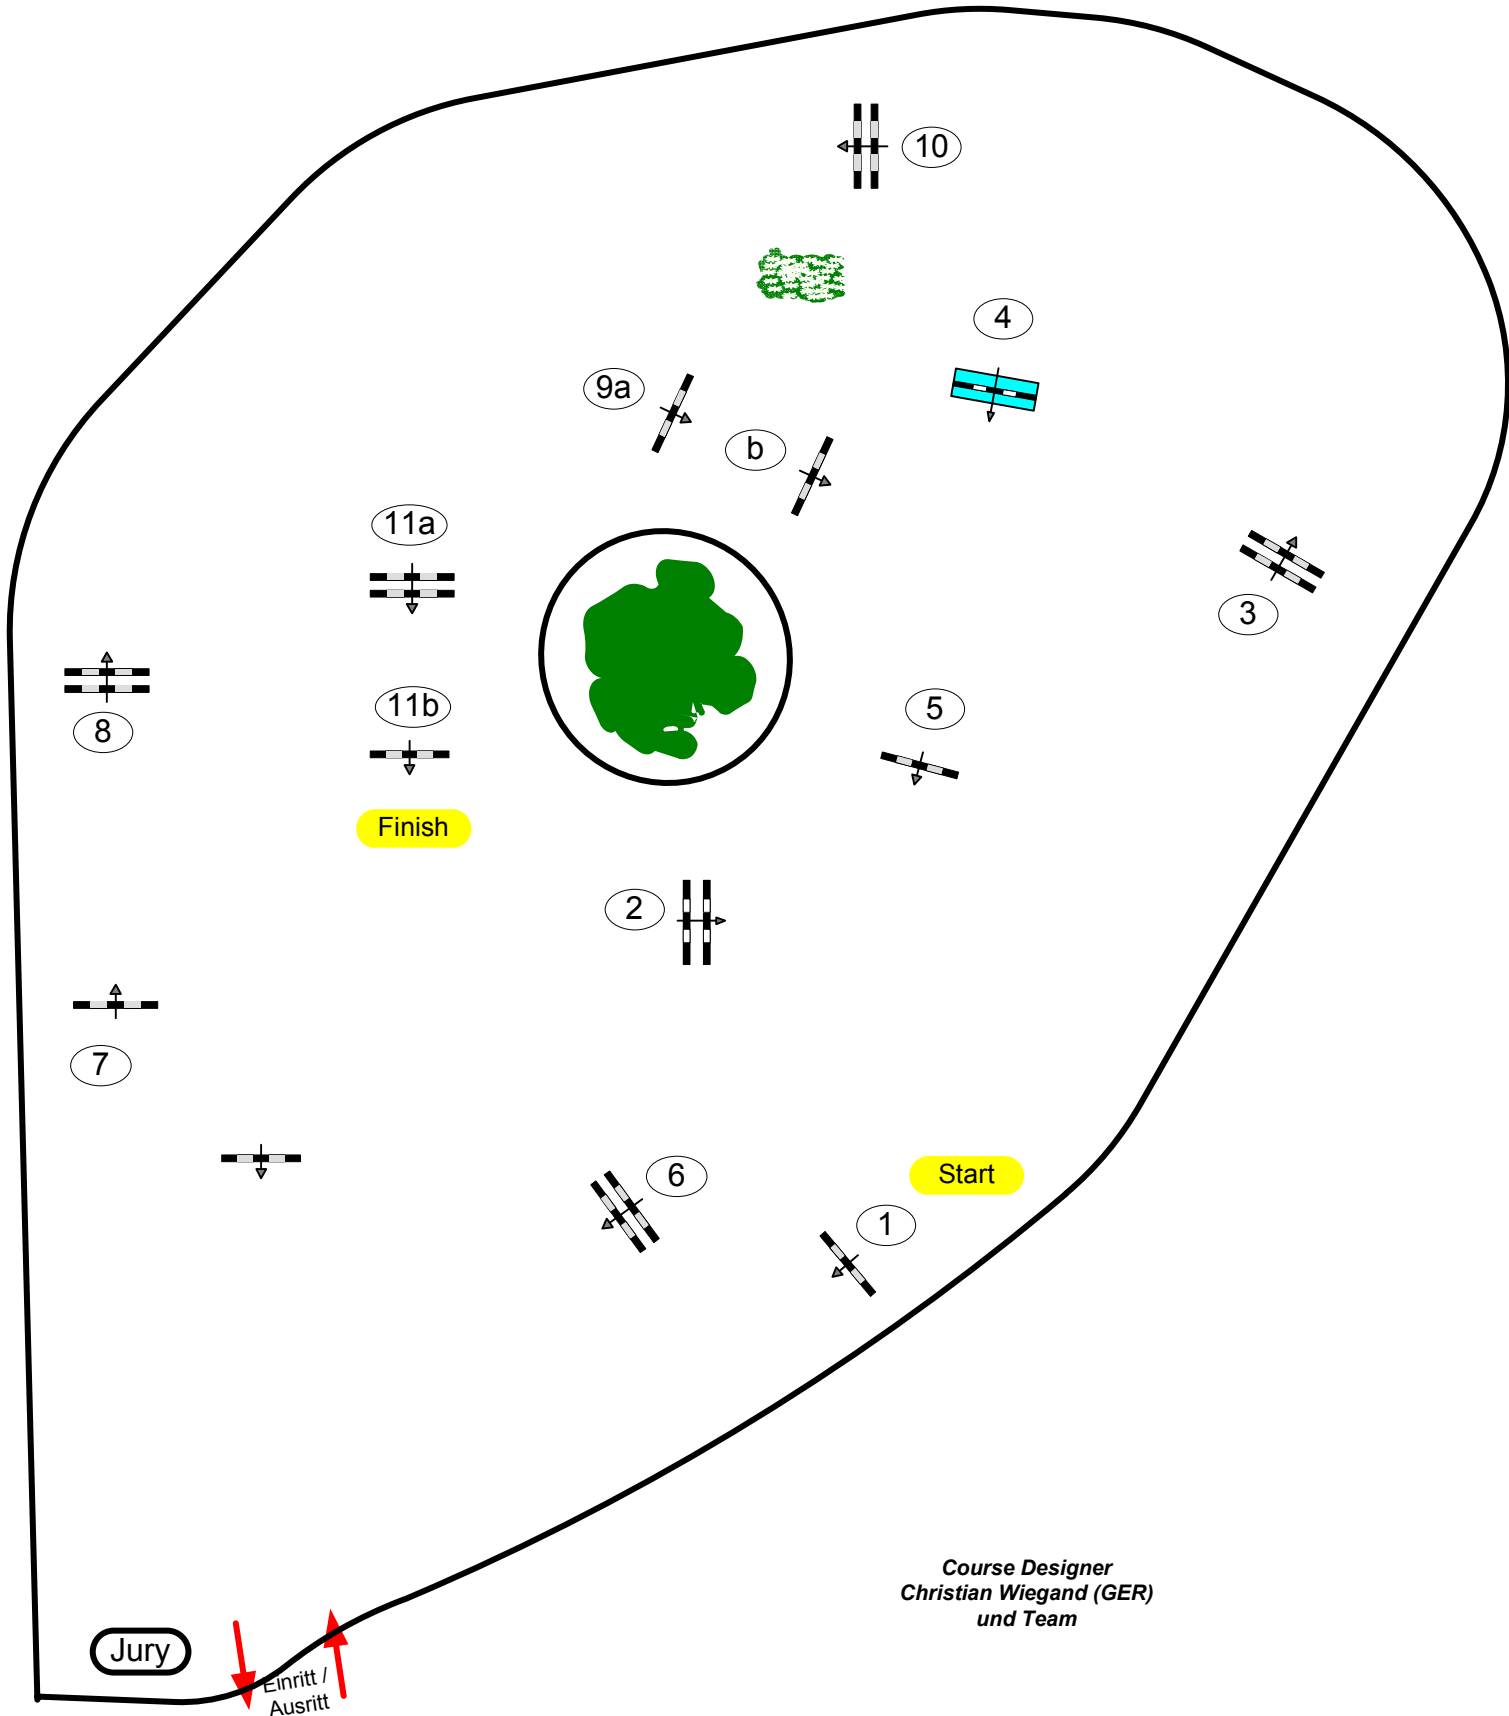 10
4
9a
b
11a
3
11b
5
8
Finish
2
7
6
Start
1
Course Designer
Christian Wiegand (GER)
und Team
Jury
Einritt /
Ausritt